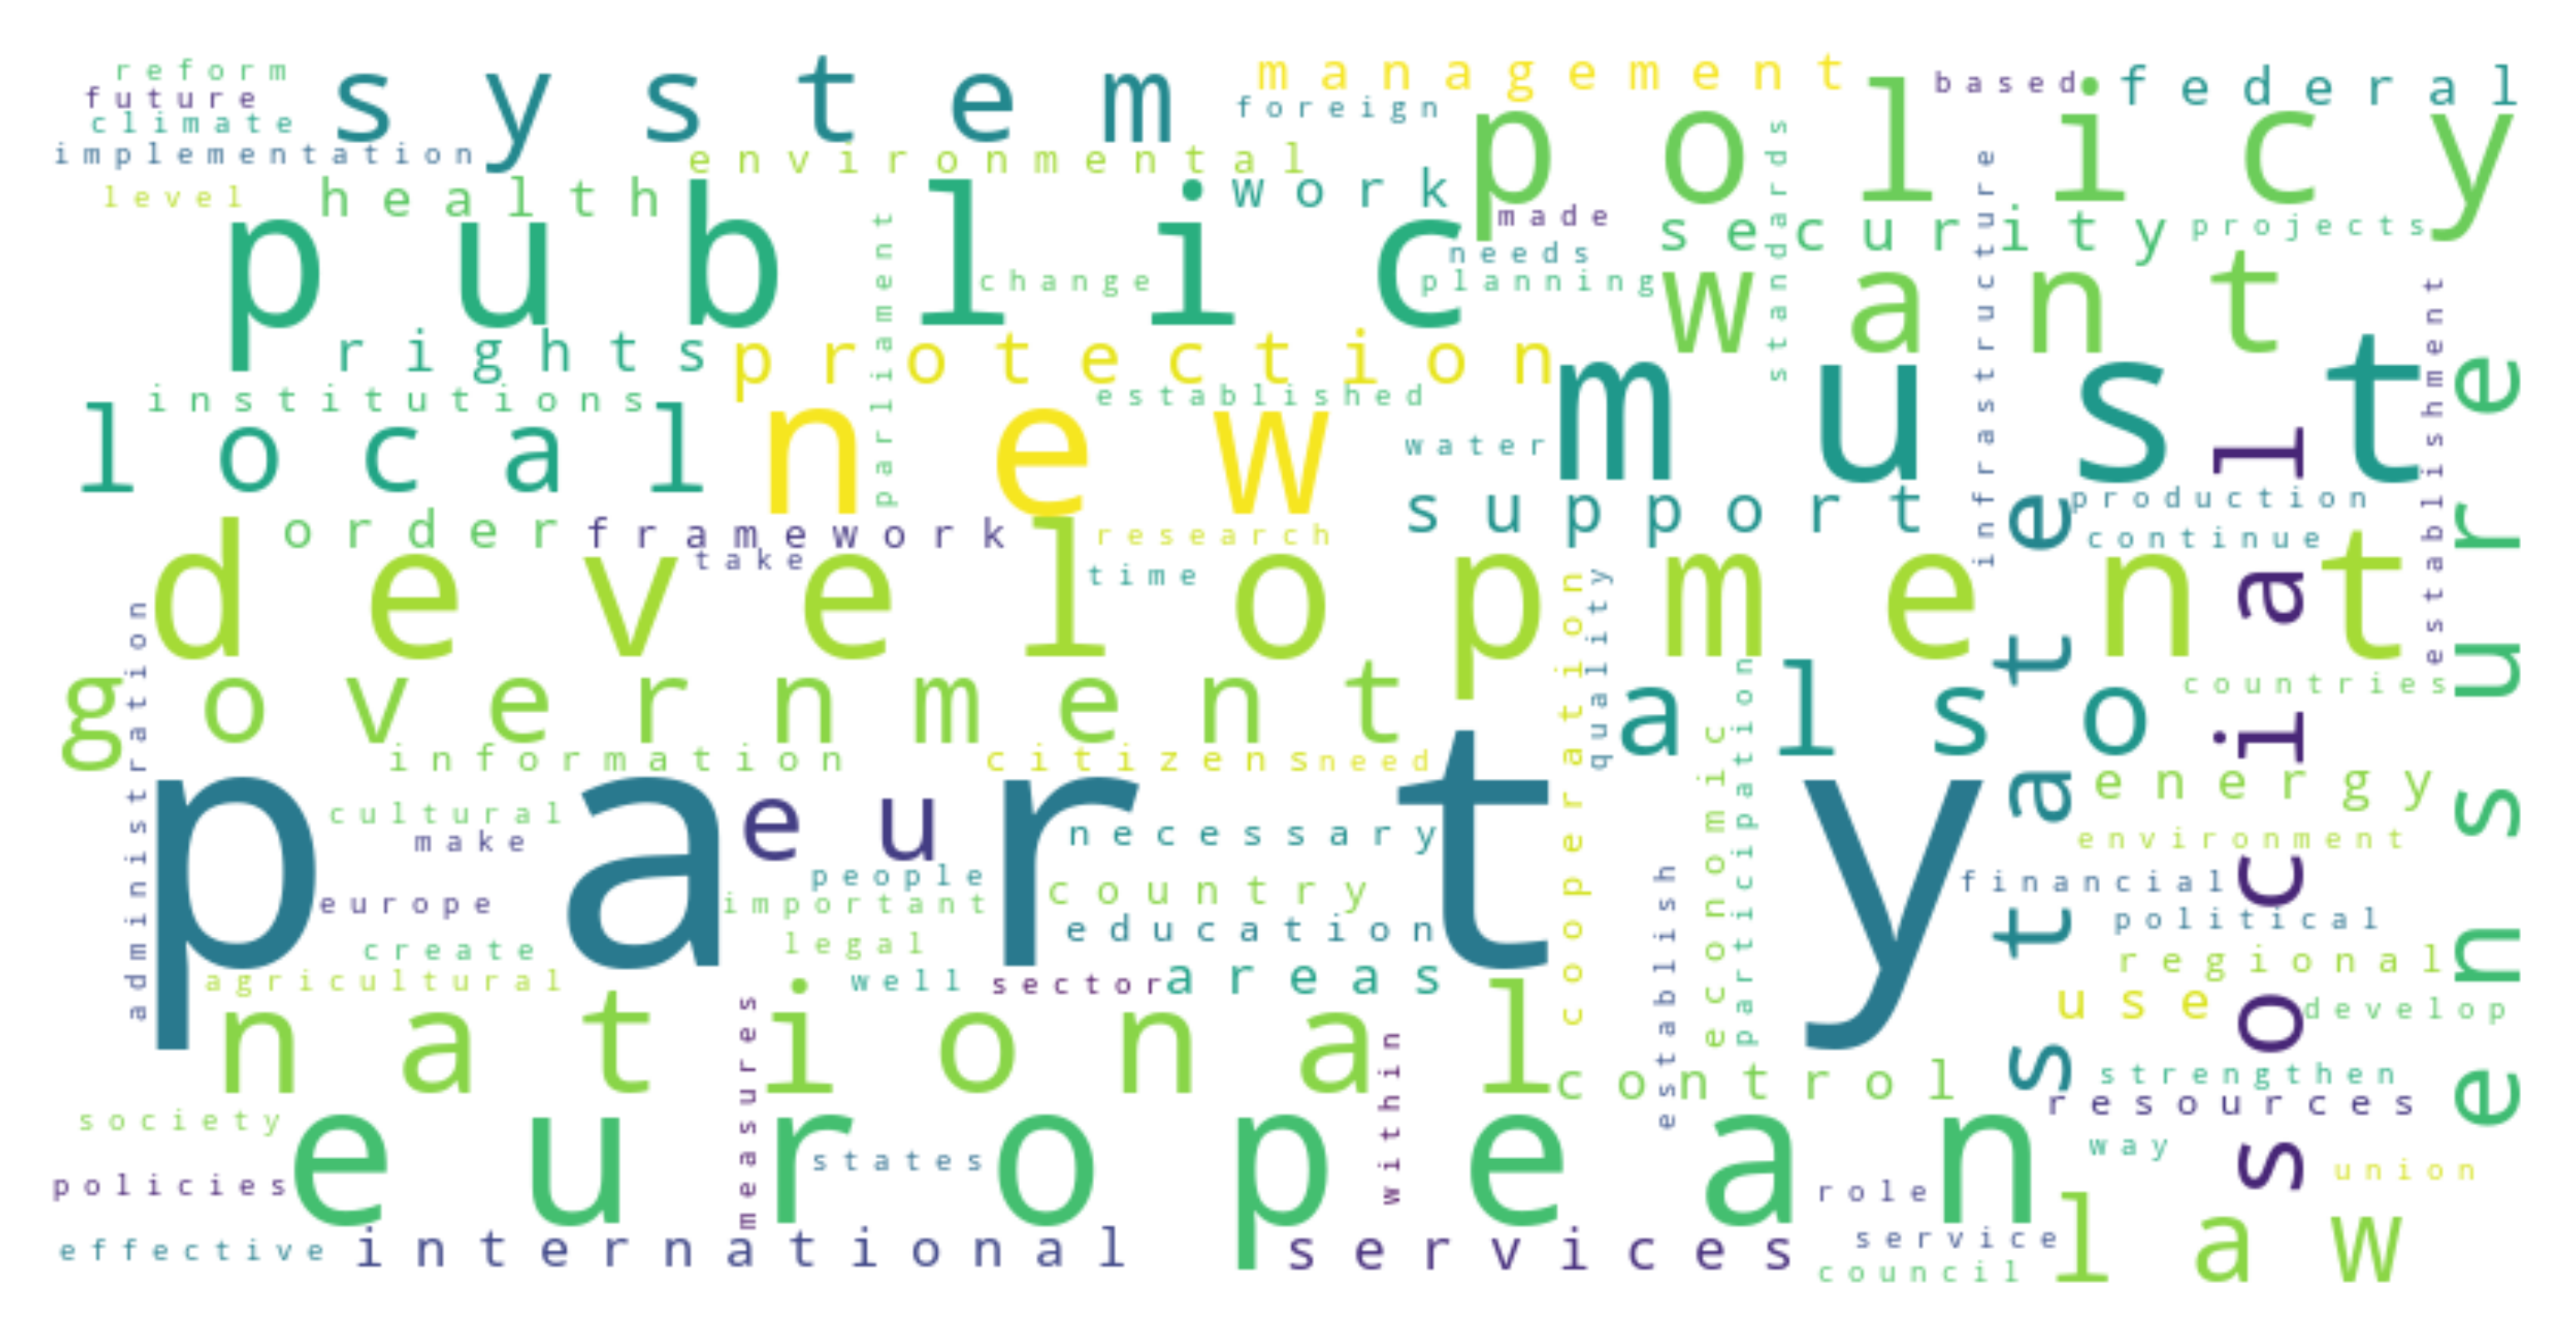 reform
future
climate
implementation
level
system
management
foreign
environmental
based
federal
policy
health
work
made
public
parliament
change
needs
planning
security
standards
projects
infrastructure
want
rights
protection
institutions
established
establishment
local
new
water
must
ensure
support
production
continue
social
state
order
framework
take
research
time
development
administration
cooperation
quality
government
also
countries
information
citizens
need
economic
participation
energy
environment
party
cultural
make
eu
necessary
people
europe
important
country
create
legal
education
agricultural
well
sector
areas
establish
financial
political
regional
use
develop
national
measures
within
control
strengthen
resources
society
european
states
way
policies
role
union
effective
international
services
service
council
law